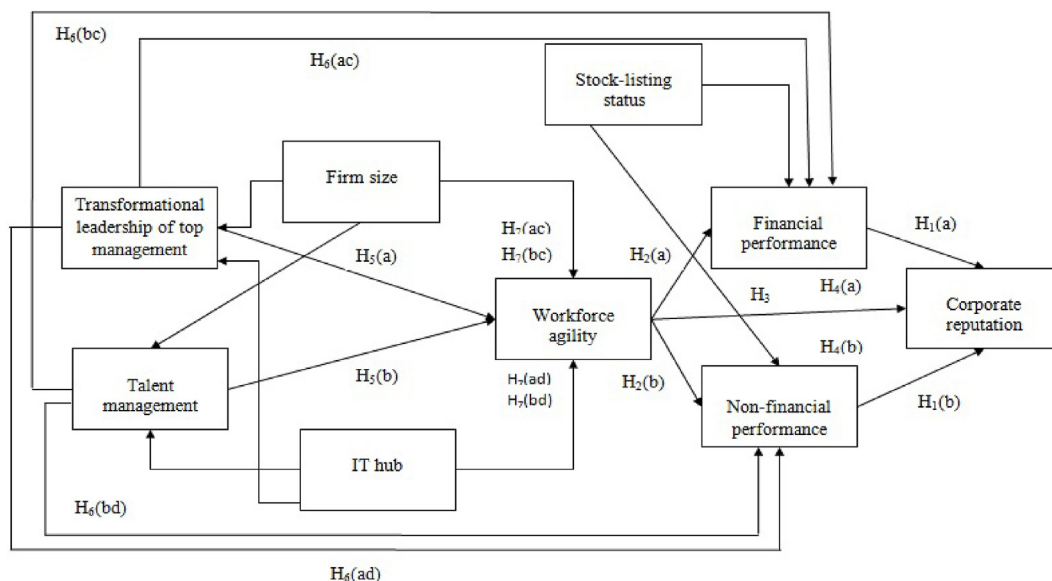 H₆(bc)
H₆(ac)
Stock-listing
status
Firm size
Transformational
leadership of top
management
H₇(ac)
H₇(bc)
H₂(a)
Financial
performance
H₁(a)
H₅(a)
H₃
H₄(a)
Workforce
agility
Corporate
reputation
H₄(b)
Talent
management
H₅(b)
H₇(ad)
H₇(bd)
H₂(b)
Non-financial
performance
H₁(b)
IT hub
H₆(bd)
H₆(ad)